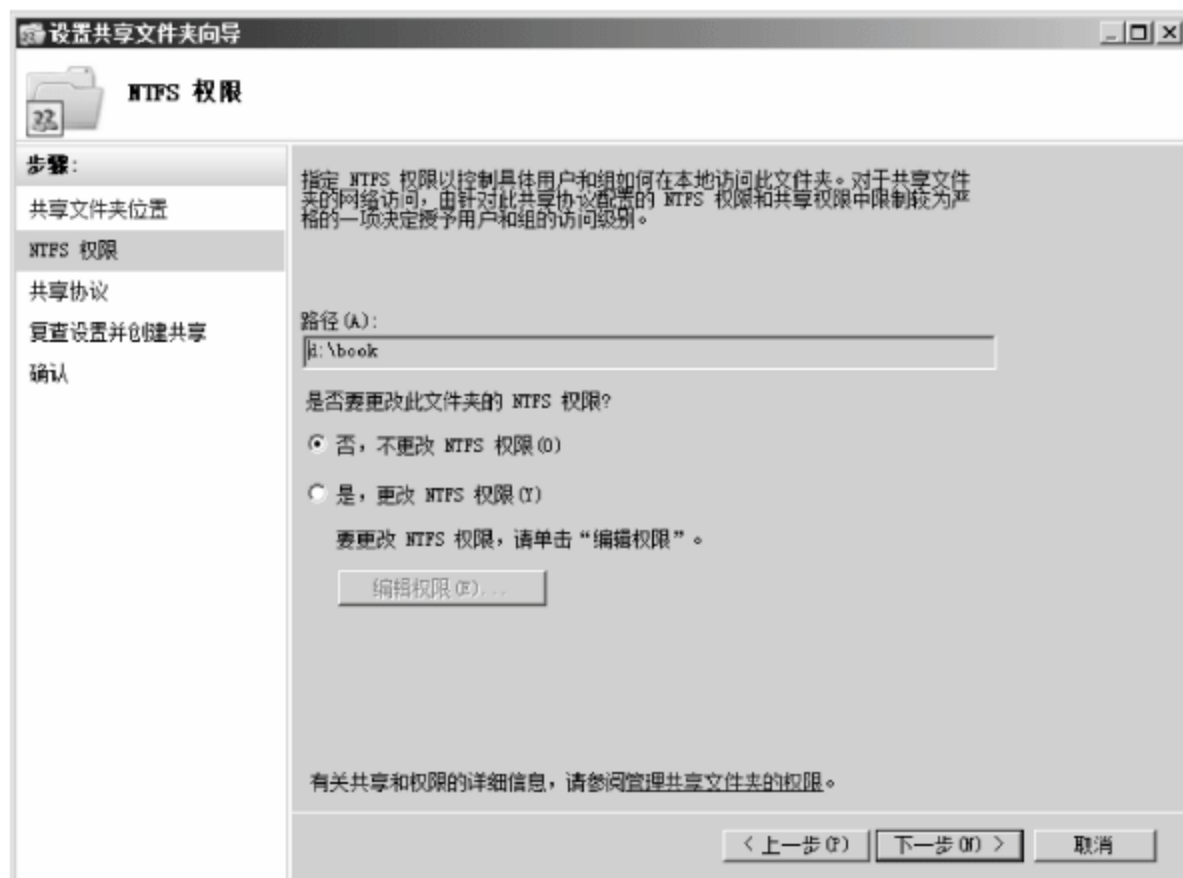 设置共享文件夹向导
NTFS 权限
步骤:
共享文件夹位置
NTFS 权限
共享协议
复查设置并创建共享
确认
指定 NTFS 权限以控制具体用户和组如何在本地访问此文件夹。对于共享文件
夹的网络访问，由针对此共享协议配置的 NTFS 权限和共享权限中限制较为严
格的一项决定授予用户和组的访问级别。
路径(A):
d:\book
是否要更改此文件夹的 NTFS 权限?
否，不更改 NTFS 权限(O)
是，更改 NTFS 权限(Y)
要更改 NTFS 权限，请单击“编辑权限”。
编辑权限(E)...
有关共享和权限的详细信息，请参阅管理共享文件夹的权限。
< 上一步(P)
下一步(N) >
取消